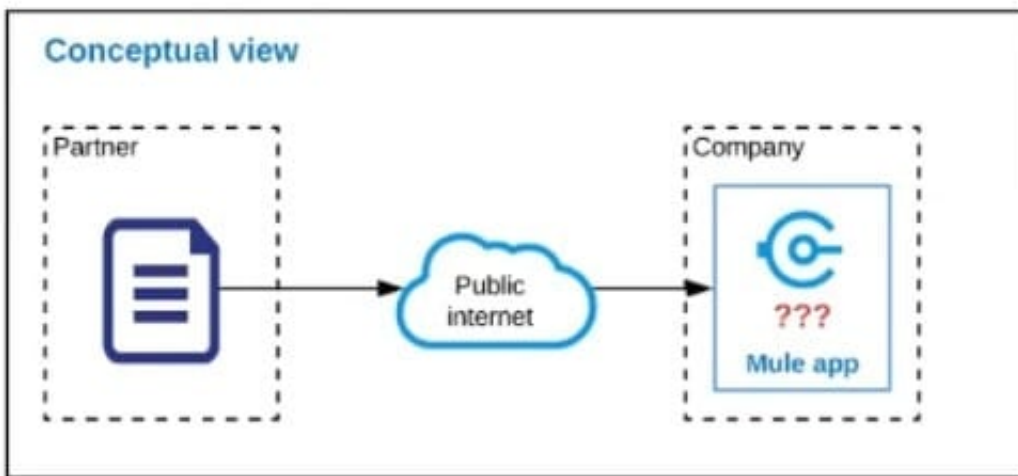 Conceptual view
Partner
Company
Public
internet
???
Mule app